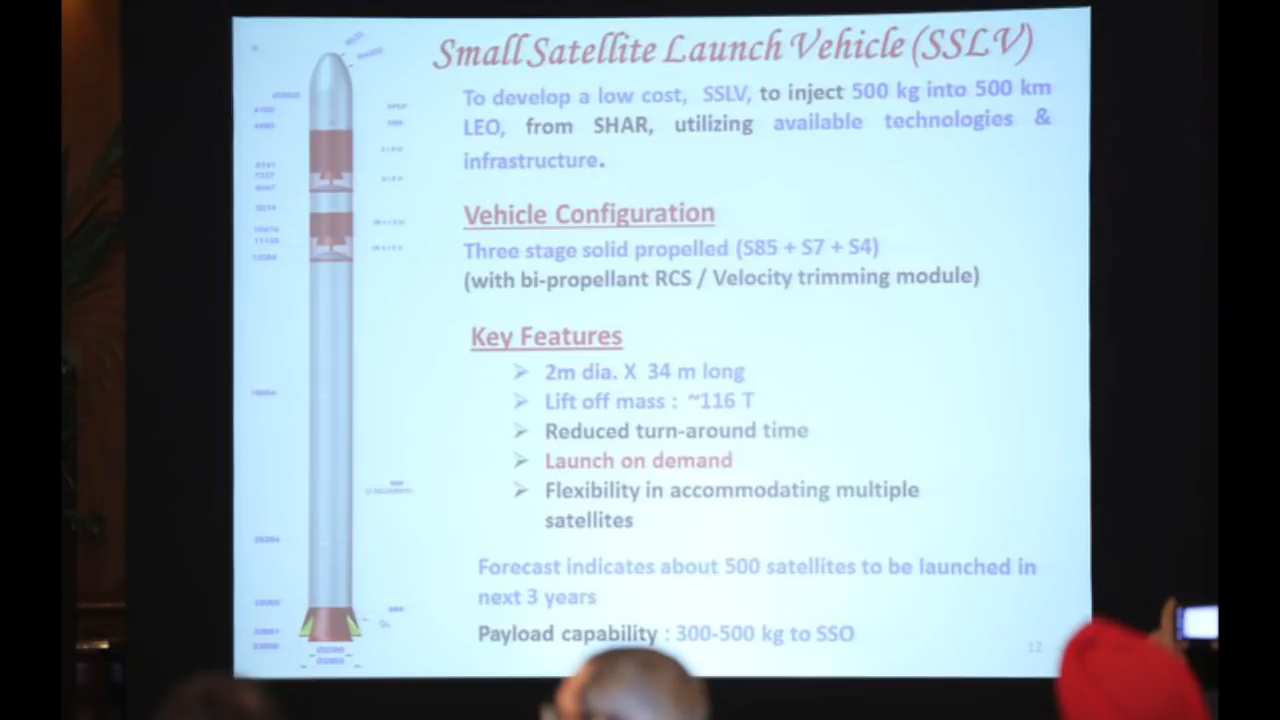 Small Satellite Launch Vehicle (SSLV)
To develop a low cost, SSLV, to inject 500 kg into 500 km
LEO, from SHAR, utilizing available technologies &
infrastructure.
Vehicle Configuration
Three stage solid propelled (S85 + S7 + S4)
(with bi-propellant RCS / Velocity trimming module)
Key Features
➢ 2m dia. X 34 m long
➢ Lift off mass : ~116 T
➢ Reduced turn-around time
➢ Launch on demand
➢ Flexibility in accommodating multiple
satellites
Forecast indicates about 500 satellites to be launched in
next 3 years
Payload capability : 300-500 kg to SSO
12